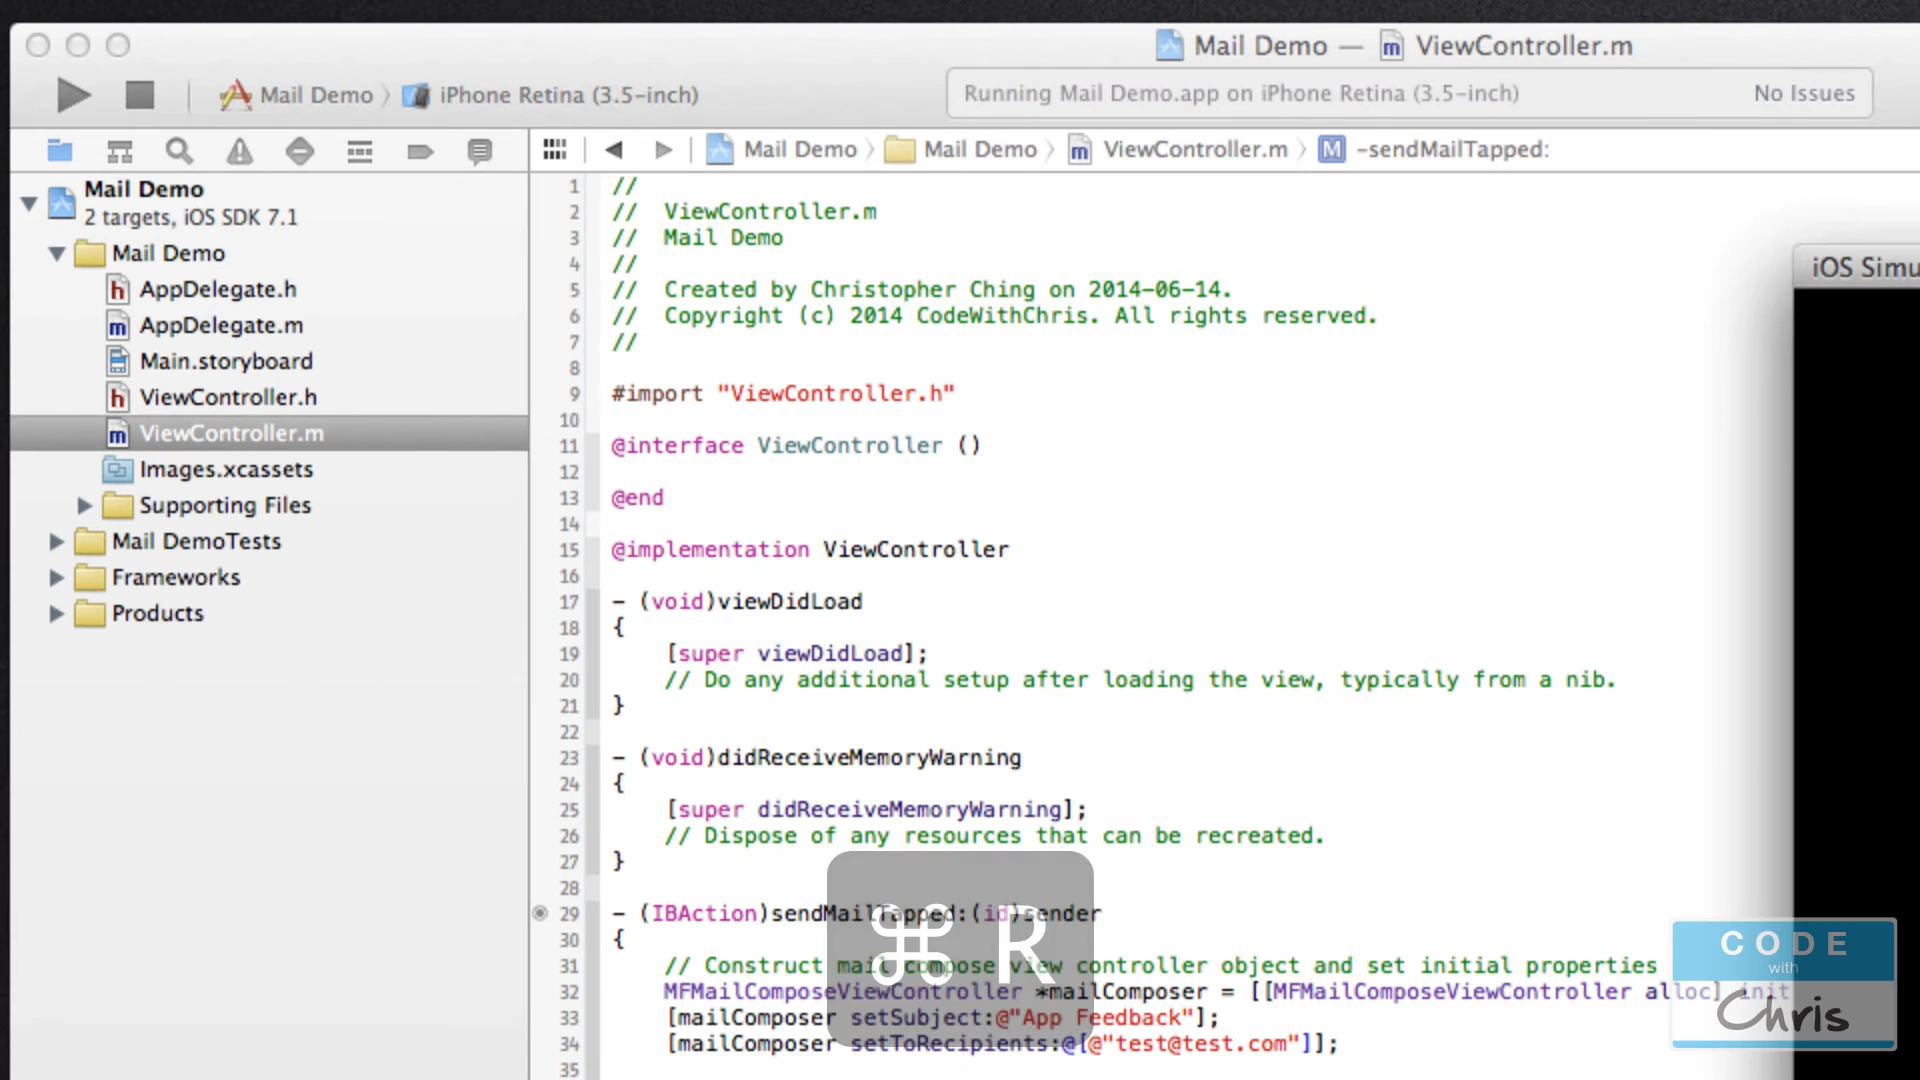 Mail Demo — ViewController.m
Mail Demo 〉 iPhone Retina (3.5-inch)
Running Mail Demo.app on iPhone Retina (3.5-inch) No Issues
Mail Demo 〉 Mail Demo 〉 ViewController.m 〉 M -sendMailTapped:
Mail Demo
2 targets, iOS SDK 7.1
Mail Demo
h AppDelegate.h
m AppDelegate.m
Main.storyboard
h ViewController.h
m ViewController.m
Images.xcassets
Supporting Files
Mail DemoTests
Frameworks
Products
1 //
2 //  ViewController.m
3 //  Mail Demo
4 //
5 //  Created by Christopher Ching on 2014-06-14.
6 //  Copyright (c) 2014 CodeWithChris. All rights reserved.
7 //
8
9 #import "ViewController.h"
10
11 @interface ViewController ()
12
13 @end
14
15 @implementation ViewController
16
17 - (void)viewDidLoad
18 {
19     [super viewDidLoad];
20     // Do any additional setup after loading the view, typically from a nib.
21 }
22
23 - (void)didReceiveMemoryWarning
24 {
25     [super didReceiveMemoryWarning];
26     // Dispose of any resources that can be recreated.
27 }
28
29 - (IBAction)sendMailTapped:(id)sender
30 {
31     // Construct mail compose view controller object and set initial properties
32     MFMailComposeViewController *mailComposer = [[MFMailComposeViewController alloc] init
33     [mailComposer setSubject:@"App Feedback"];
34     [mailComposer setToRecipients:@[@"test@test.com"]];
35
⌘ R
iOS Simu
CODE
with
Chris